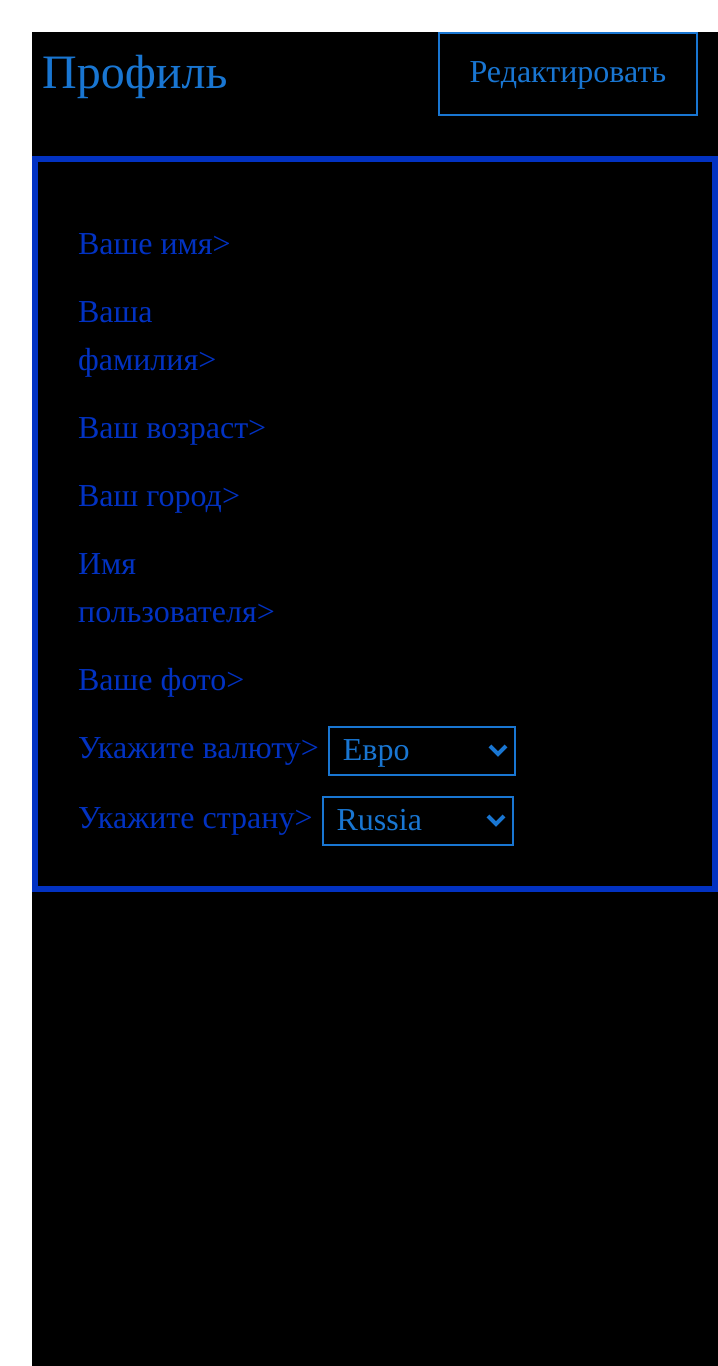 Профиль
Редактировать
Ваше имя>
Ваша
фамилия>
Ваш возраст>
Ваш город>
Имя
пользователя>
Ваше фото>
Укажите валюту> Евро
Укажите страну> Russia